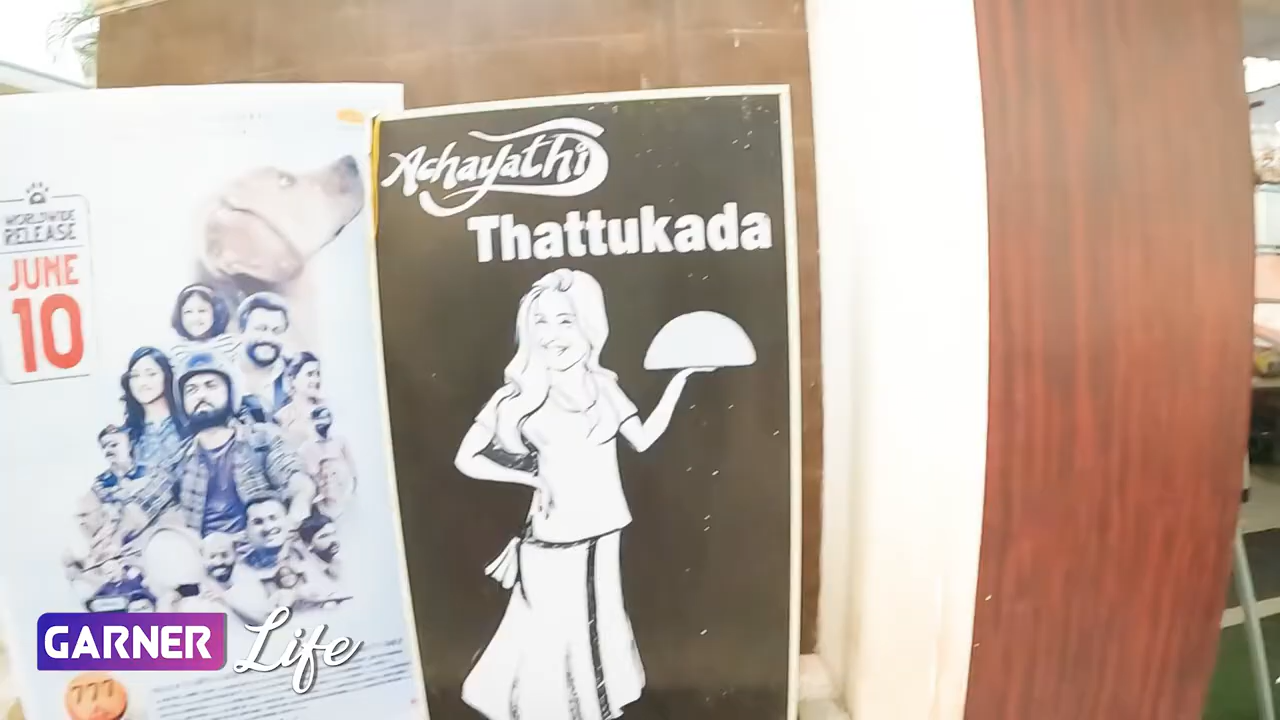 WORLDWIDE
RELEASE
JUNE
10
Achayathi
Thattukada
GARNER Life
777